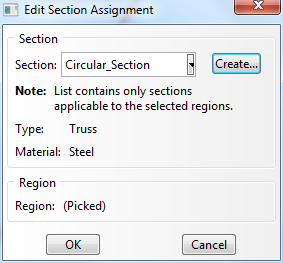 Edit Section Assignment
Section
Section: Circular_Section Create...
Note: List contains only sections
applicable to the selected regions.
Type: Truss
Material: Steel
Region
Region: (Picked)
OK Cancel